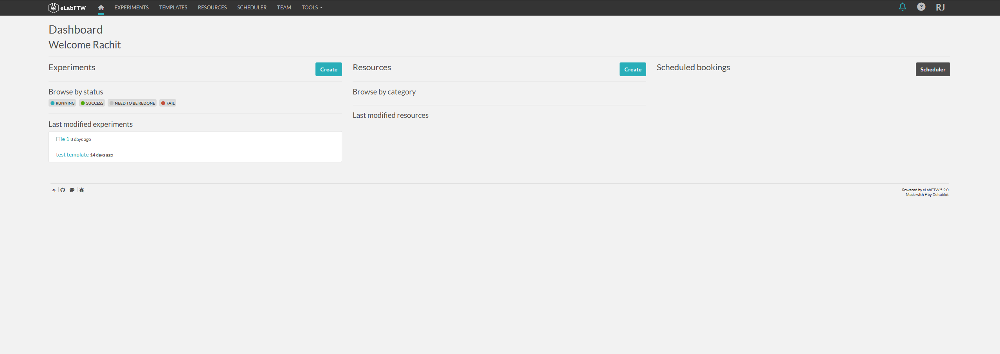 eLabFTW EXPERIMENTS TEMPLATES RESOURCES SCHEDULER TEAM TOOLS ? RJ
Dashboard
Welcome Rachit
Experiments Create
Browse by status
RUNNING SUCCESS NEED TO BE REDONE FAIL
Last modified experiments
File 1 8 days ago
test template 14 days ago
Resources Create
Browse by category
Last modified resources
Scheduled bookings Scheduler
Powered by eLabFTW 5.2.0
Made with ♥ by Deltablot